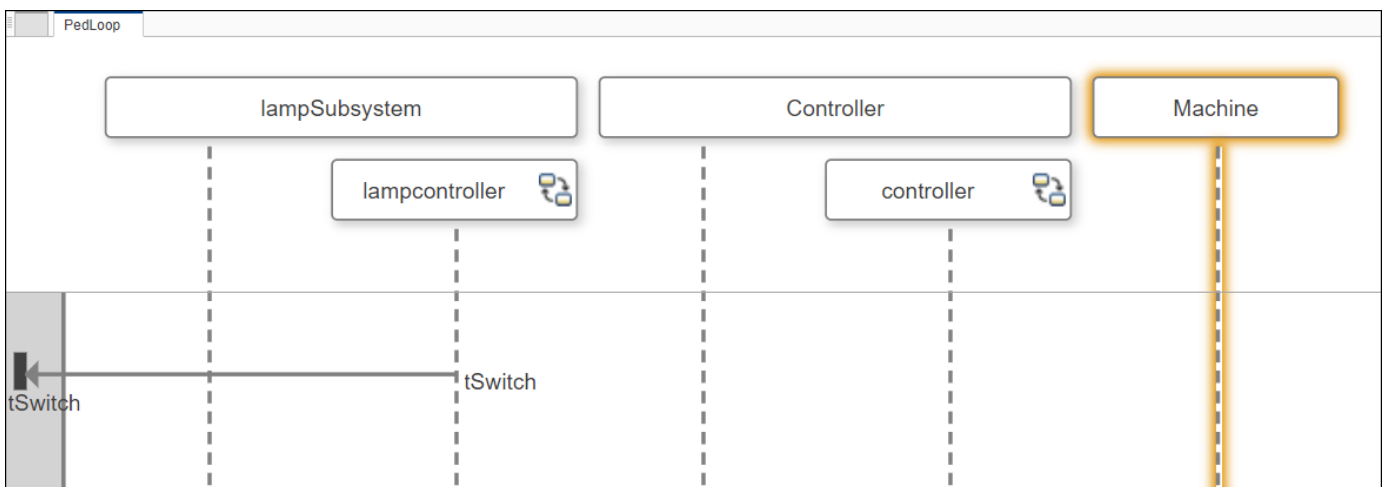 PedLoop
lampSubsystem
Controller
Machine
lampcontroller
controller
tSwitch
tSwitch